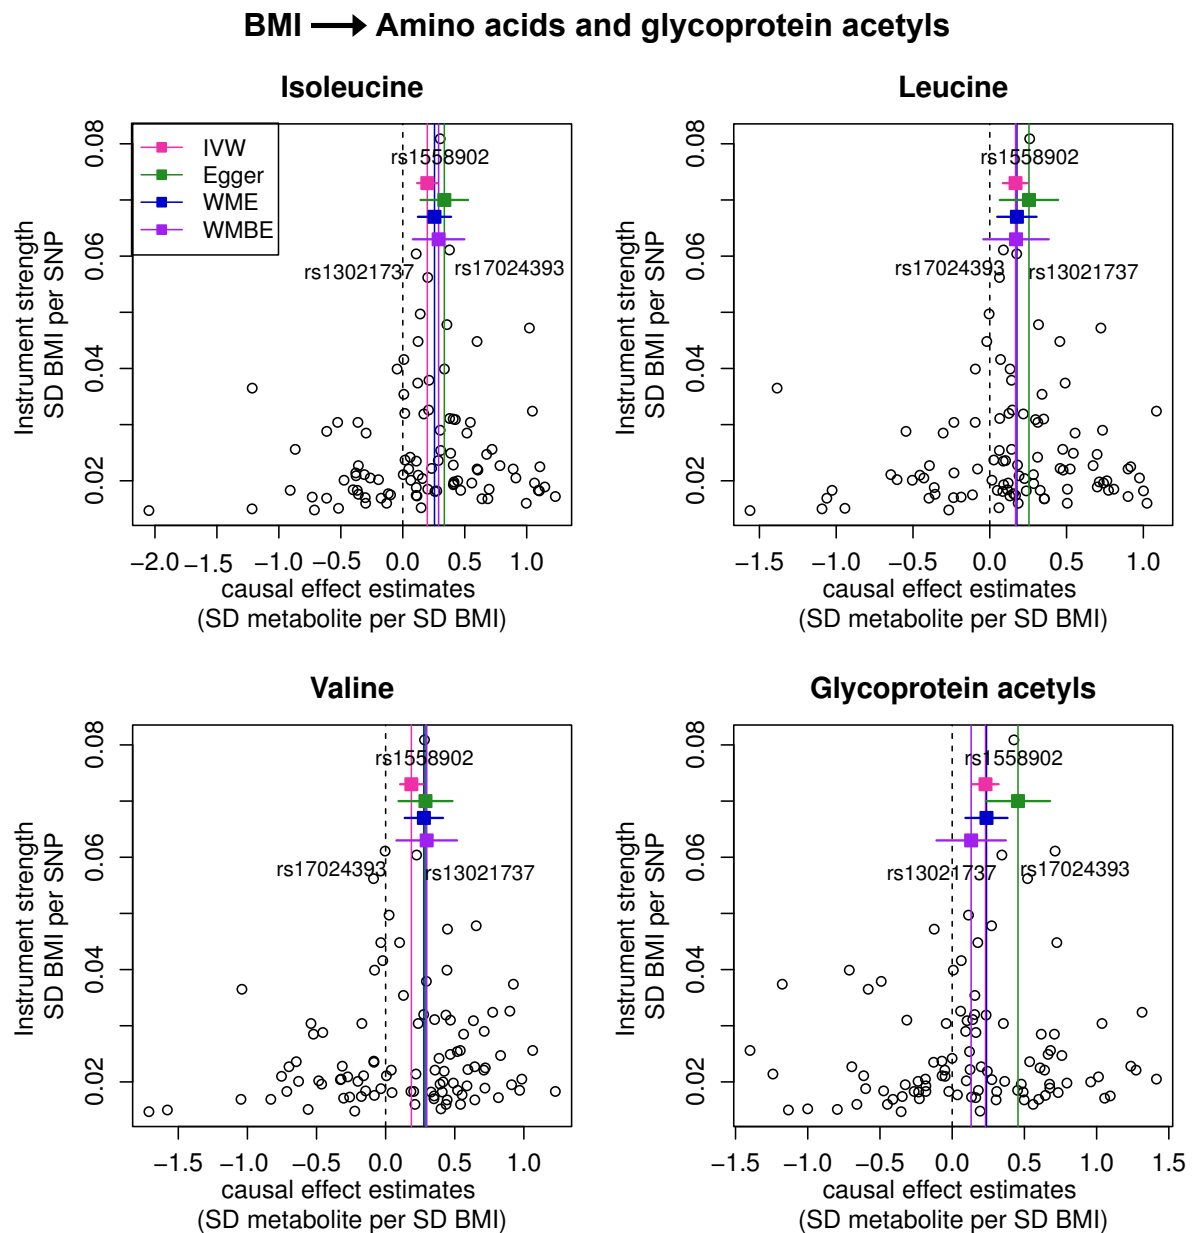 BMI → Amino acids and glycoprotein acetyls
Isoleucine
IVW
Egger
WME
WMBE
rs1558902
rs13021737
rs17024393
0.08
0.06
0.04
0.02
Instrument strength
SD BMI per SNP
−2.0 −1.5 −1.0 −0.5 0.0 0.5 1.0
causal effect estimates
(SD metabolite per SD BMI)
Leucine
rs1558902
rs17024393
rs13021737
0.08
0.06
0.04
0.02
Instrument strength
SD BMI per SNP
−1.5 −1.0 −0.5 0.0 0.5 1.0
causal effect estimates
(SD metabolite per SD BMI)
Valine
rs1558902
rs17024393
rs13021737
0.08
0.06
0.04
0.02
Instrument strength
SD BMI per SNP
−1.5 −1.0 −0.5 0.0 0.5 1.0
causal effect estimates
(SD metabolite per SD BMI)
Glycoprotein acetyls
rs1558902
rs13021737
rs17024393
0.08
0.06
0.04
0.02
Instrument strength
SD BMI per SNP
−1.5 −1.0 −0.5 0.0 0.5 1.0 1.5
causal effect estimates
(SD metabolite per SD BMI)